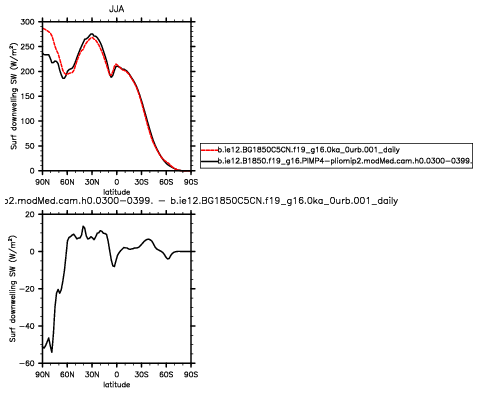 JJA
300
250
200
150
100
50
0
Surf downwelling SW (W/m²)
90N 60N 30N 0 30S 60S 90S
latitude
b.ie12.BG1850C5CN.f19_g16.0ka_0urb.001_daily
b.ie12.B1850.f19_g16.PIMP4-pliomip2.modMed.cam.h0.0300-0399.
p2.modMed.cam.h0.0300-0399. - b.ie12.BG1850C5CN.f19_g16.0ka_0urb.001_daily
20
0
-20
-40
-60
Surf downwelling SW (W/m²)
90N 60N 30N 0 30S 60S 90S
latitude